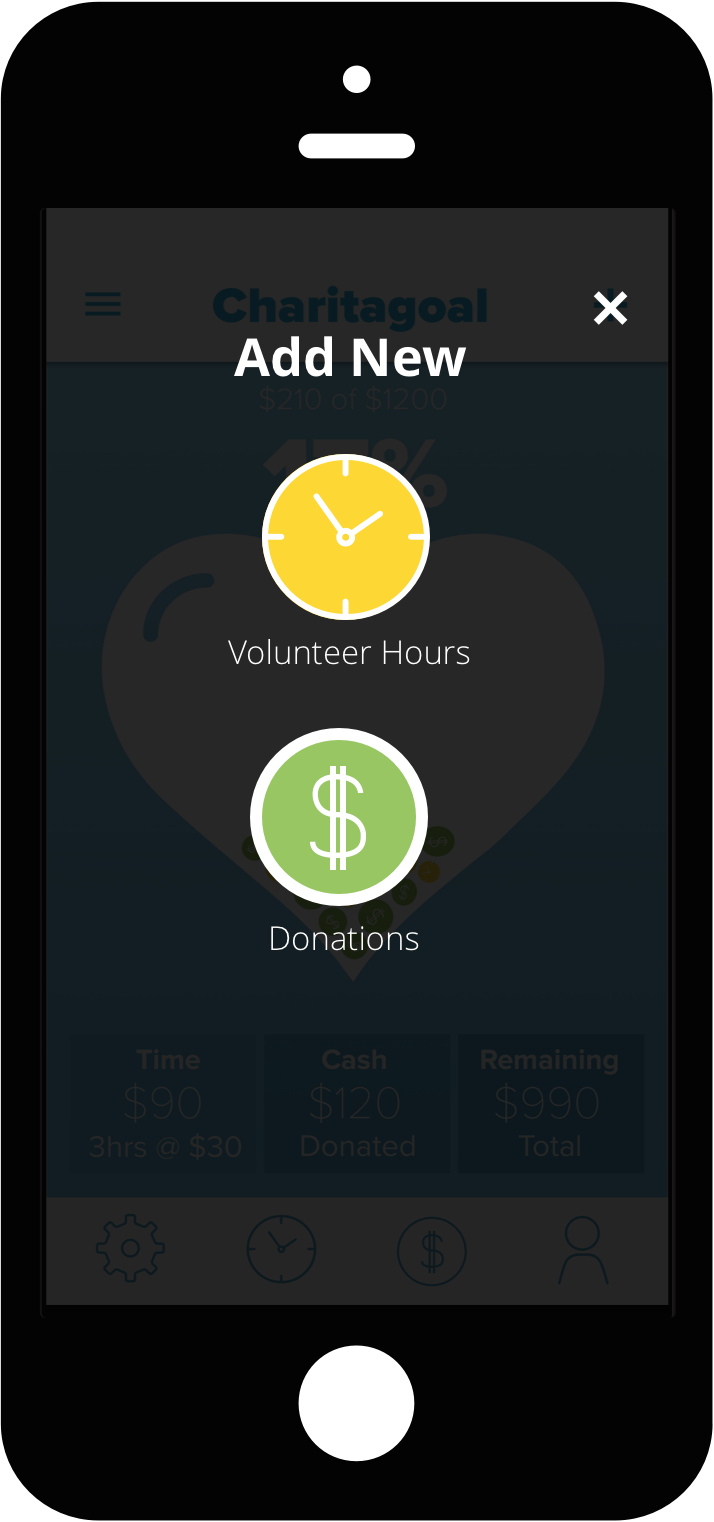 Charitagoal
Add New
$210 of $1200
%
Volunteer Hours
$
Donations
Time
$90
3hrs @ $30
Cash
$120
Donated
Remaining
$990
Total
$